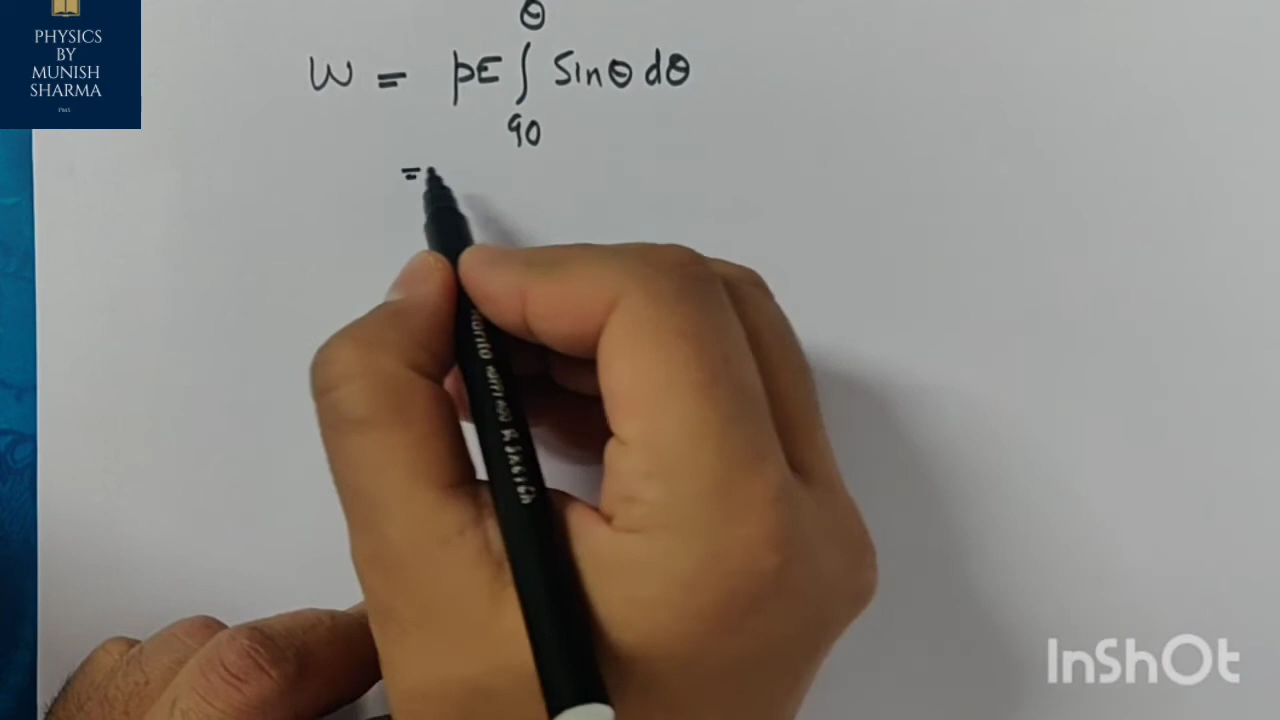 PHYSICS
BY
MUNISH
SHARMA
W = pE ∫ Sinθ dθ
θ
90
=
InShOt